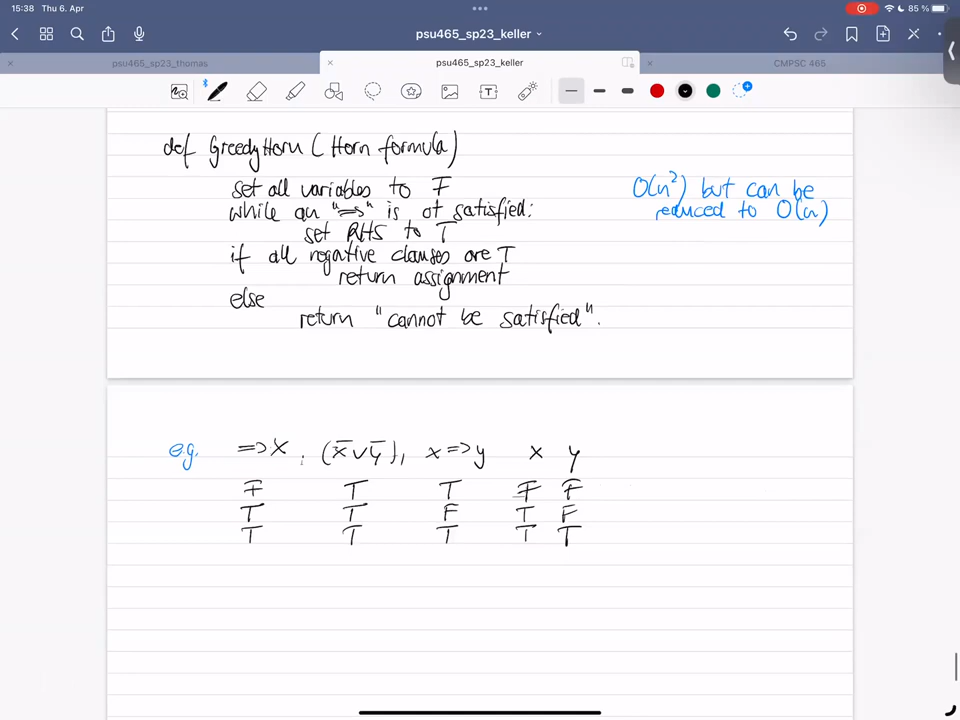 15:38 Thu 6. Apr
85 %
psu465_sp23_keller
psu465_sp23_thomas
psu465_sp23_keller
CMPSC 465
def GreedyHorn (Horn formula)
set all variables to F
while an "=>" is ot satisfied:
set RHS to T
if all negative clauses are T
return assignment
else
return "cannot be satisfied".
O(n²) but can be
reduced to O(n)
e.g. => x, (x̄ ∨ ȳ), x => y x y
F T T F F
T T F T F
T T T T T